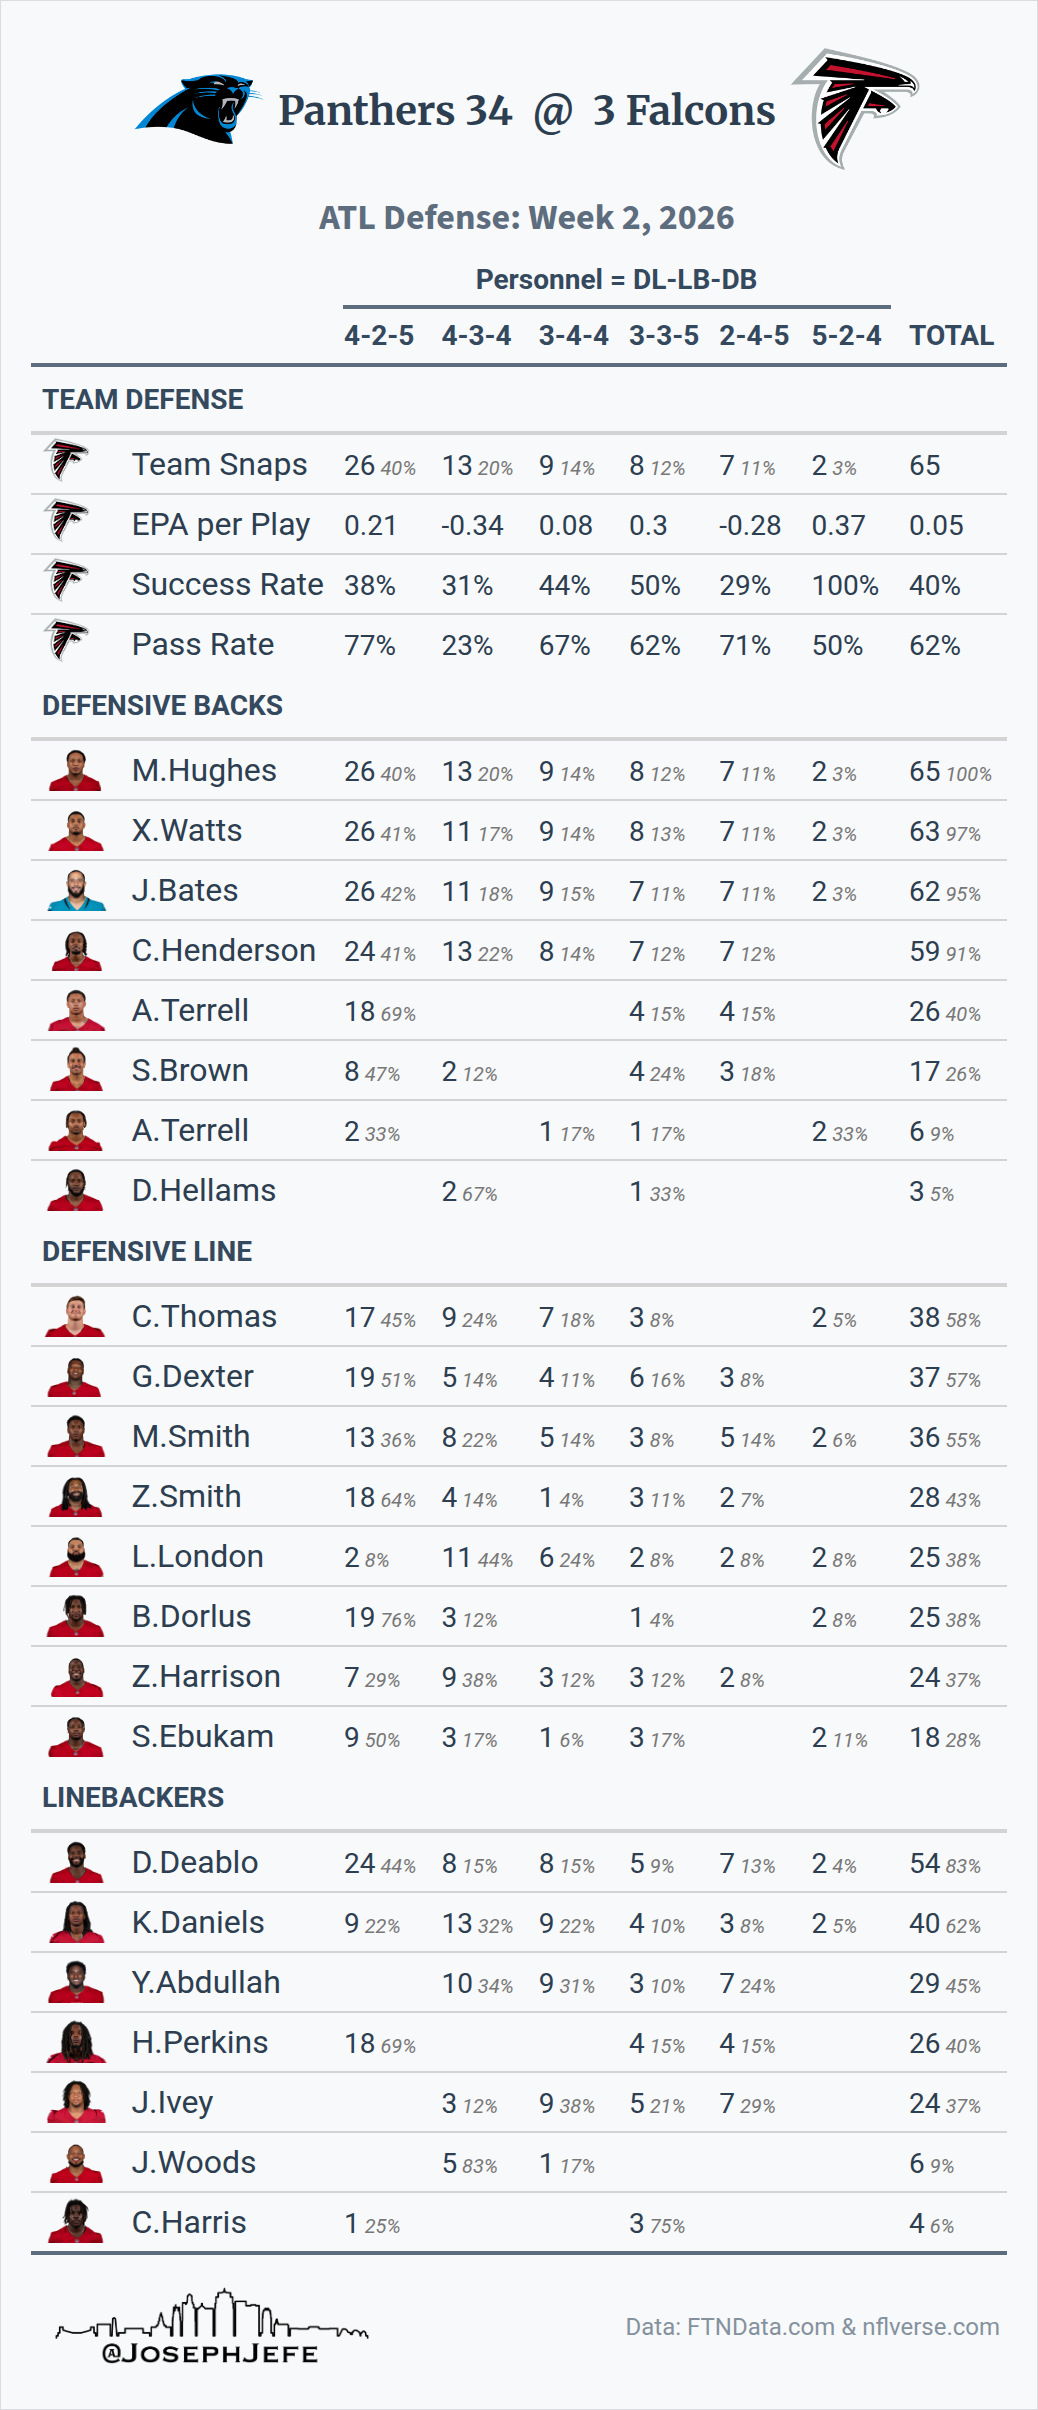 Panthers 34 @ 3 Falcons
ATL Defense: Week 2, 2026
Personnel = DL-LB-DB
4-2-5 4-3-4 3-4-4 3-3-5 2-4-5 5-2-4 TOTAL
TEAM DEFENSE
Team Snaps 26 40% 13 20% 9 14% 8 12% 7 11% 2 3% 65
EPA per Play 0.21 -0.34 0.08 0.3 -0.28 0.37 0.05
Success Rate 38% 31% 44% 50% 29% 100% 40%
Pass Rate 77% 23% 67% 62% 71% 50% 62%
DEFENSIVE BACKS
M.Hughes 26 40% 13 20% 9 14% 8 12% 7 11% 2 3% 65 100%
X.Watts 26 41% 11 17% 9 14% 8 13% 7 11% 2 3% 63 97%
J.Bates 26 42% 11 18% 9 15% 7 11% 7 11% 2 3% 62 95%
C.Henderson 24 41% 13 22% 8 14% 7 12% 7 12% 59 91%
A.Terrell 18 69% 4 15% 4 15% 26 40%
S.Brown 8 47% 2 12% 4 24% 3 18% 17 26%
A.Terrell 2 33% 1 17% 1 17% 2 33% 6 9%
D.Hellams 2 67% 1 33% 3 5%
DEFENSIVE LINE
C.Thomas 17 45% 9 24% 7 18% 3 8% 2 5% 38 58%
G.Dexter 19 51% 5 14% 4 11% 6 16% 3 8% 37 57%
M.Smith 13 36% 8 22% 5 14% 3 8% 5 14% 2 6% 36 55%
Z.Smith 18 64% 4 14% 1 4% 3 11% 2 7% 28 43%
L.London 2 8% 11 44% 6 24% 2 8% 2 8% 2 8% 25 38%
B.Dorlus 19 76% 3 12% 1 4% 2 8% 25 38%
Z.Harrison 7 29% 9 38% 3 12% 3 12% 2 8% 24 37%
S.Ebukam 9 50% 3 17% 1 6% 3 17% 2 11% 18 28%
LINEBACKERS
D.Deablo 24 44% 8 15% 8 15% 5 9% 7 13% 2 4% 54 83%
K.Daniels 9 22% 13 32% 9 22% 4 10% 3 8% 2 5% 40 62%
Y.Abdullah 10 34% 9 31% 3 10% 7 24% 29 45%
H.Perkins 18 69% 4 15% 4 15% 26 40%
J.Ivey 3 12% 9 38% 5 21% 7 29% 24 37%
J.Woods 5 83% 1 17% 6 9%
C.Harris 1 25% 3 75% 4 6%
@JOSEPHJEFE
Data: FTNData.com & nflverse.com